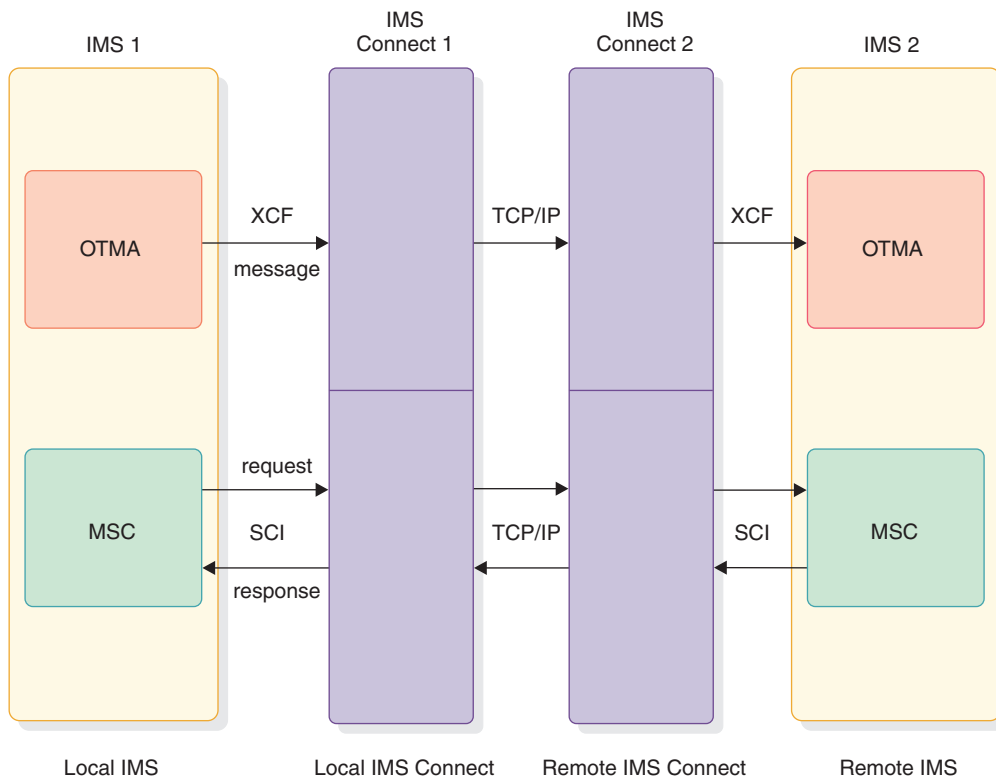 IMS 1
IMS
Connect 1
IMS
Connect 2
IMS 2
OTMA
XCF
message
TCP/IP
XCF
OTMA
MSC
request
SCI
response
TCP/IP
SCI
MSC
Local IMS
Local IMS Connect
Remote IMS Connect
Remote IMS